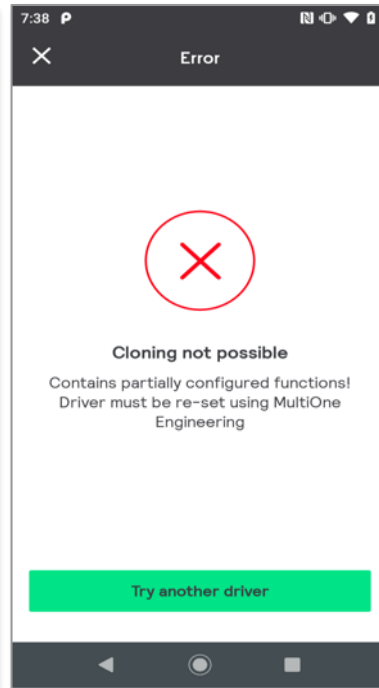 7:38 P
Error
Cloning not possible
Contains partially configured functions!
Driver must be re-set using MultiOne
Engineering
Try another driver